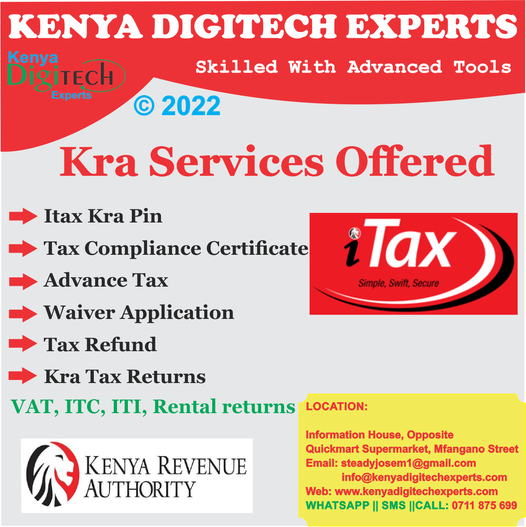 KENYA DIGITECH EXPERTS
Kenya
DigiTECH
Experts
Skilled With Advanced Tools
© 2022
Kra Services Offered
Itax Kra Pin
Tax Compliance Certificate
Advance Tax
Waiver Application
Tax Refund
Kra Tax Returns
iTax
Simple, Swift, Secure
VAT, ITC, ITI, Rental returns
KENYA REVENUE
AUTHORITY
LOCATION:
Information House, Opposite
Quickmart Supermarket, Mfangano Street
Email: steadyjosem1@gmail.com
info@kenyadigitechexperts.com
Web: www.kenyadigitechexperts.com
WHATSAPP || SMS ||CALL: 0711 875 699